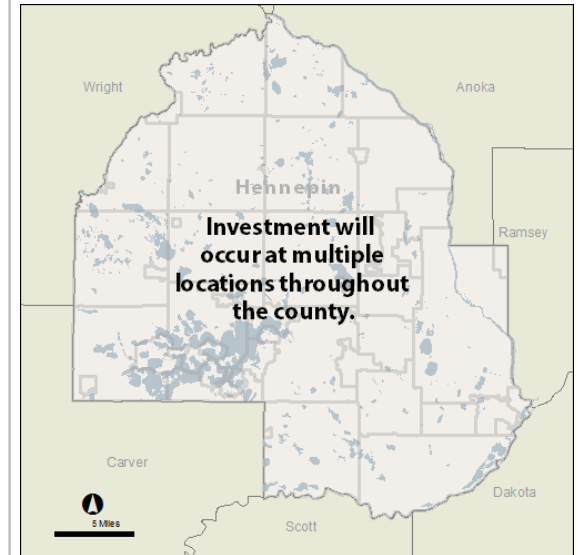 Wright
Anoka
Hennepin
Investment will
occur at multiple
locations throughout
the county.
Ramsey
Carver
Dakota
5 Miles
Scott